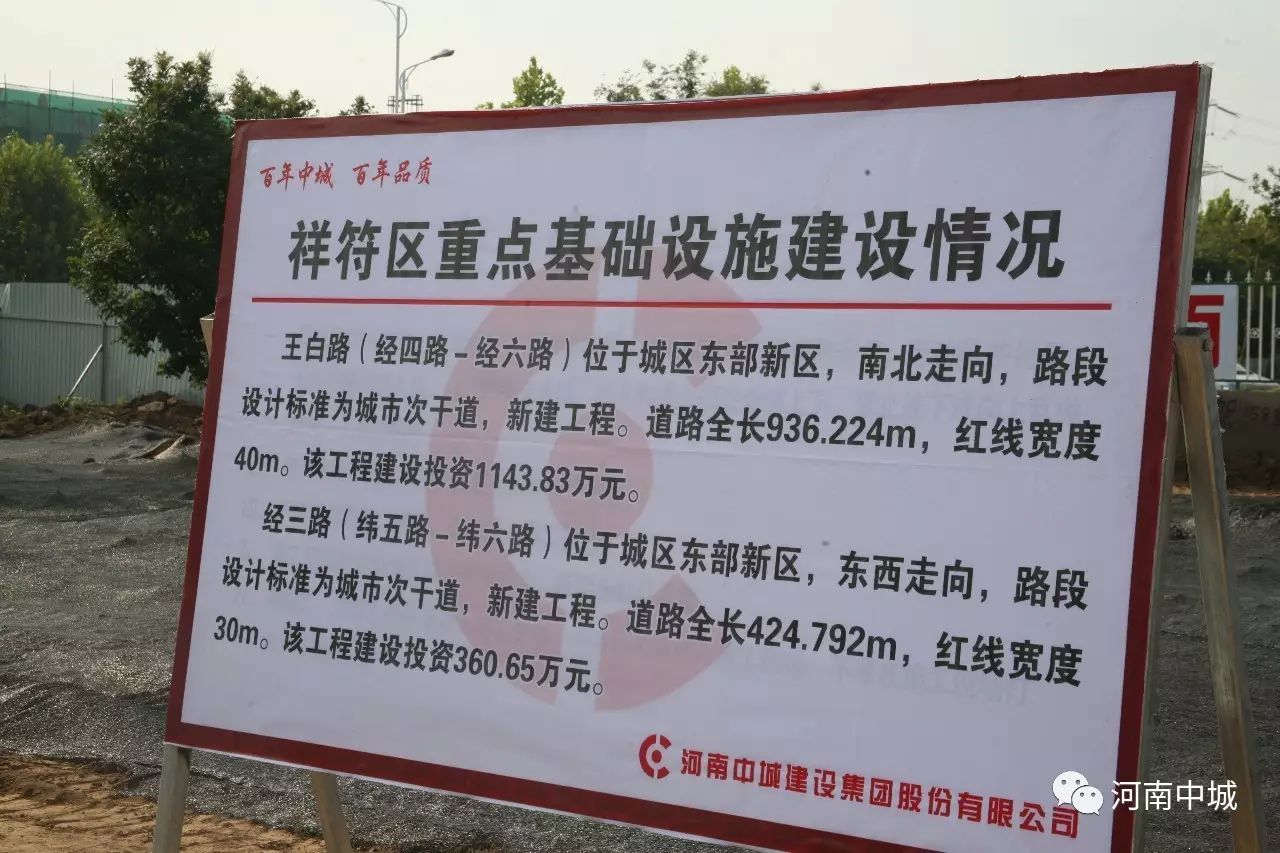 百年中城 百年品质
祥符区重点基础设施建设情况
王白路（经四路－经六路）位于城区东部新区，南北走向，路段
设计标准为城市次干道，新建工程。道路全长936.224m，红线宽度
40m。该工程建设投资1143.83万元。
经三路（纬五路－纬六路）位于城区东部新区，东西走向，路段
设计标准为城市次干道，新建工程。道路全长424.792m，红线宽度
30m。该工程建设投资360.65万元。
河南中城建设集团股份有限公司
河南中城